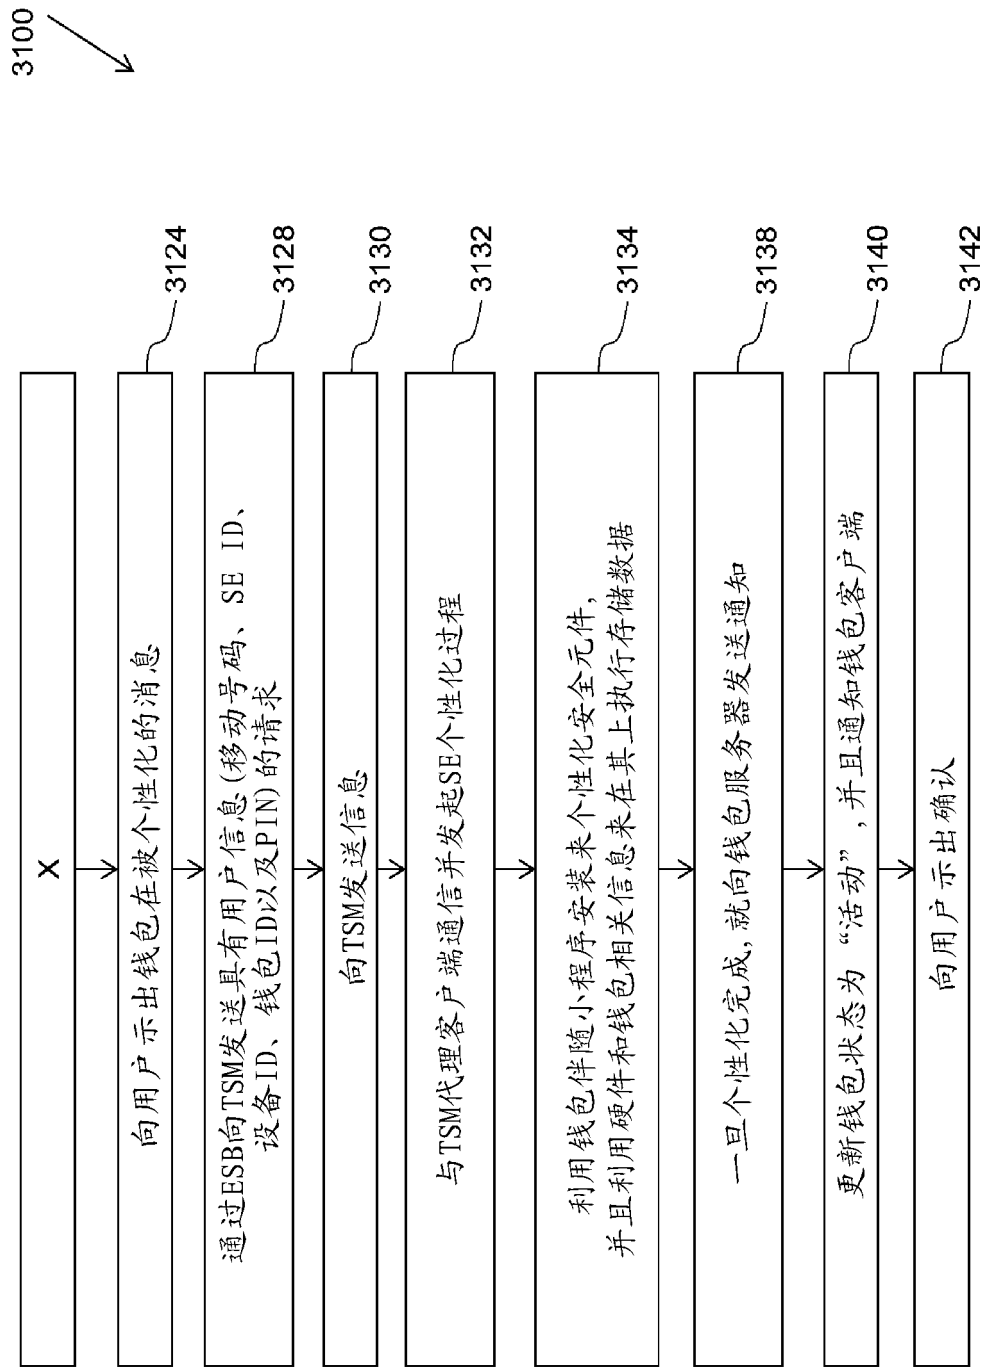 3100
X
向用户示出钱包在被个性化的消息
3124
通过ESB向TSM发送具有用户信息(移动号码、SE ID、
设备ID、钱包ID以及PIN)的请求
3128
向TSM发送信息
3130
与TSM代理客户端通信并发起SE个性化过程
3132
利用钱包伴随小程序安装来个性化安全元件,
并且利用硬件和钱包相关信息来在其上执行存储数据
3134
一旦个性化完成,就向钱包服务器发送通知
3138
更新钱包状态为“活动”,并且通知钱包客户端
3140
向用户示出确认
3142